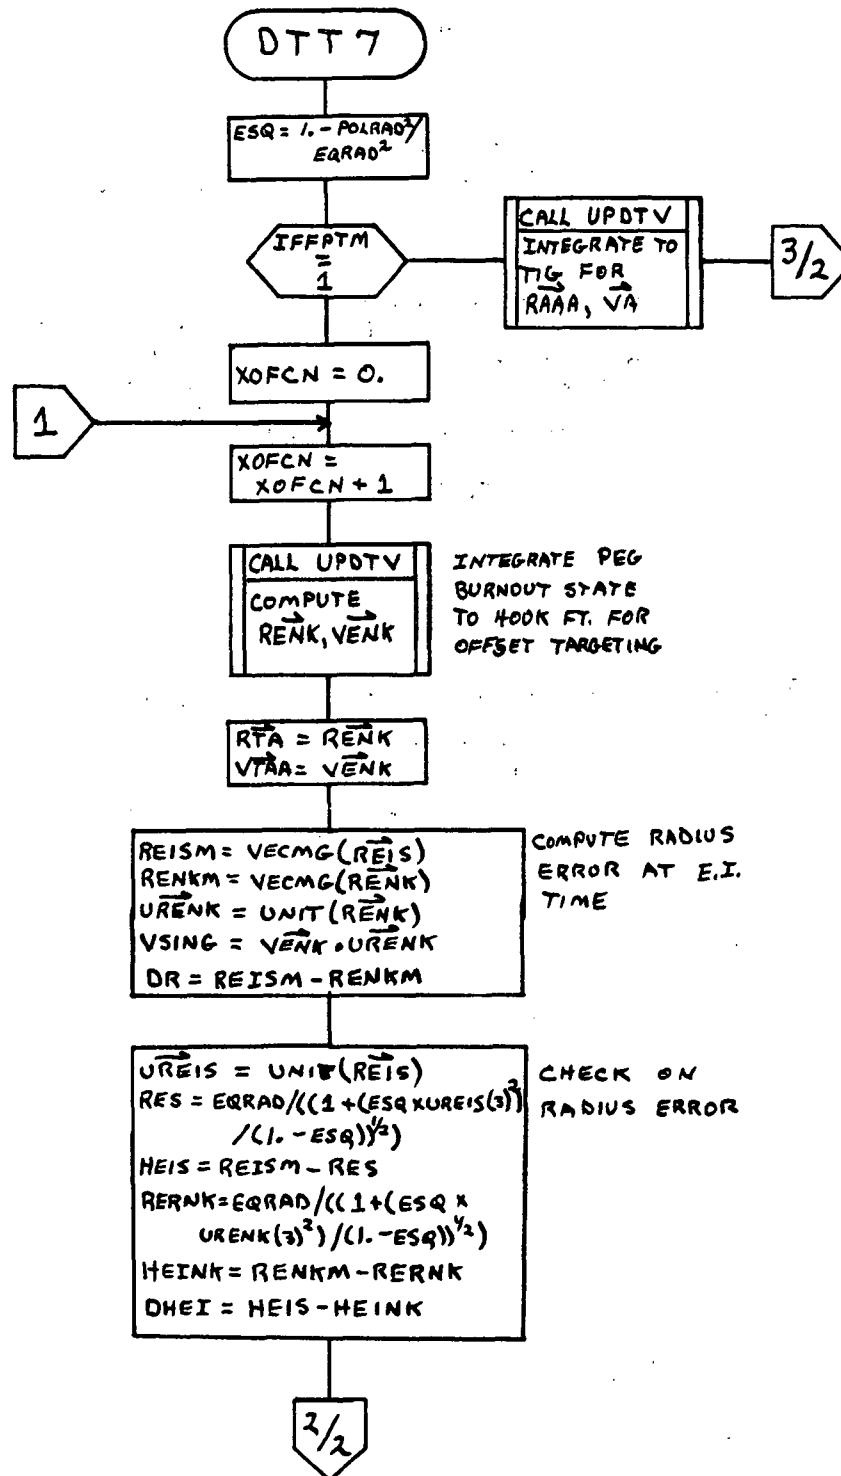 DTT7
ESQ = 1. - POLRAD²/
EQRAD²
IFFPTM
=
1
CALL UPDTV
INTEGRATE TO
TIG FOR
RAAA, VA
3/2
XOFCN = 0.
1
XOFCN =
XOFCN + 1
CALL UPDTV
COMPUTE
RENK, VENK
INTEGRATE PEG
BURNOUT STATE
TO 400K FT. FOR
OFFSET TARGETING
RTA = RENK
VTAA = VENK
REISM = VECMG(REIS)
RENKM = VECMG(RENK)
URENK = UNIT(RENK)
VSING = VENK • URENK
DR = REISM - RENKM
COMPUTE RADIUS
ERROR AT E.I.
TIME
UREIS = UNIT(REIS)
RES = EQRAD/((1 + (ESQ x UREIS(3)²)
/(1. - ESQ))^1/2)
HEIS = REISM - RES
RERNK = EQRAD/((1 + (ESQ x
URENK(3)²)/(1. - ESQ))^1/2)
HEINK = RENKM - RERNK
DHEI = HEIS - HEINK
CHECK ON
RADIUS ERROR
2/2